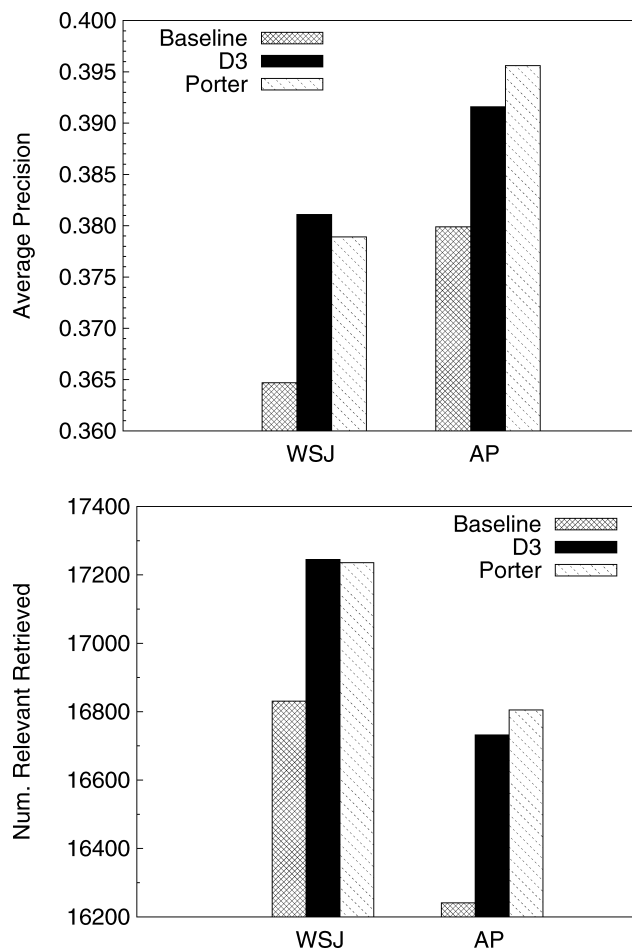 0.400
Baseline
0.395
D3
Porter
0.390
0.385
0.380
0.375
0.370
0.365
0.360
Average Precision
WSJ AP
17400
Baseline
D3
17200
Porter
17000
16800
16600
16400
16200
Num. Relevant Retrieved
WSJ AP